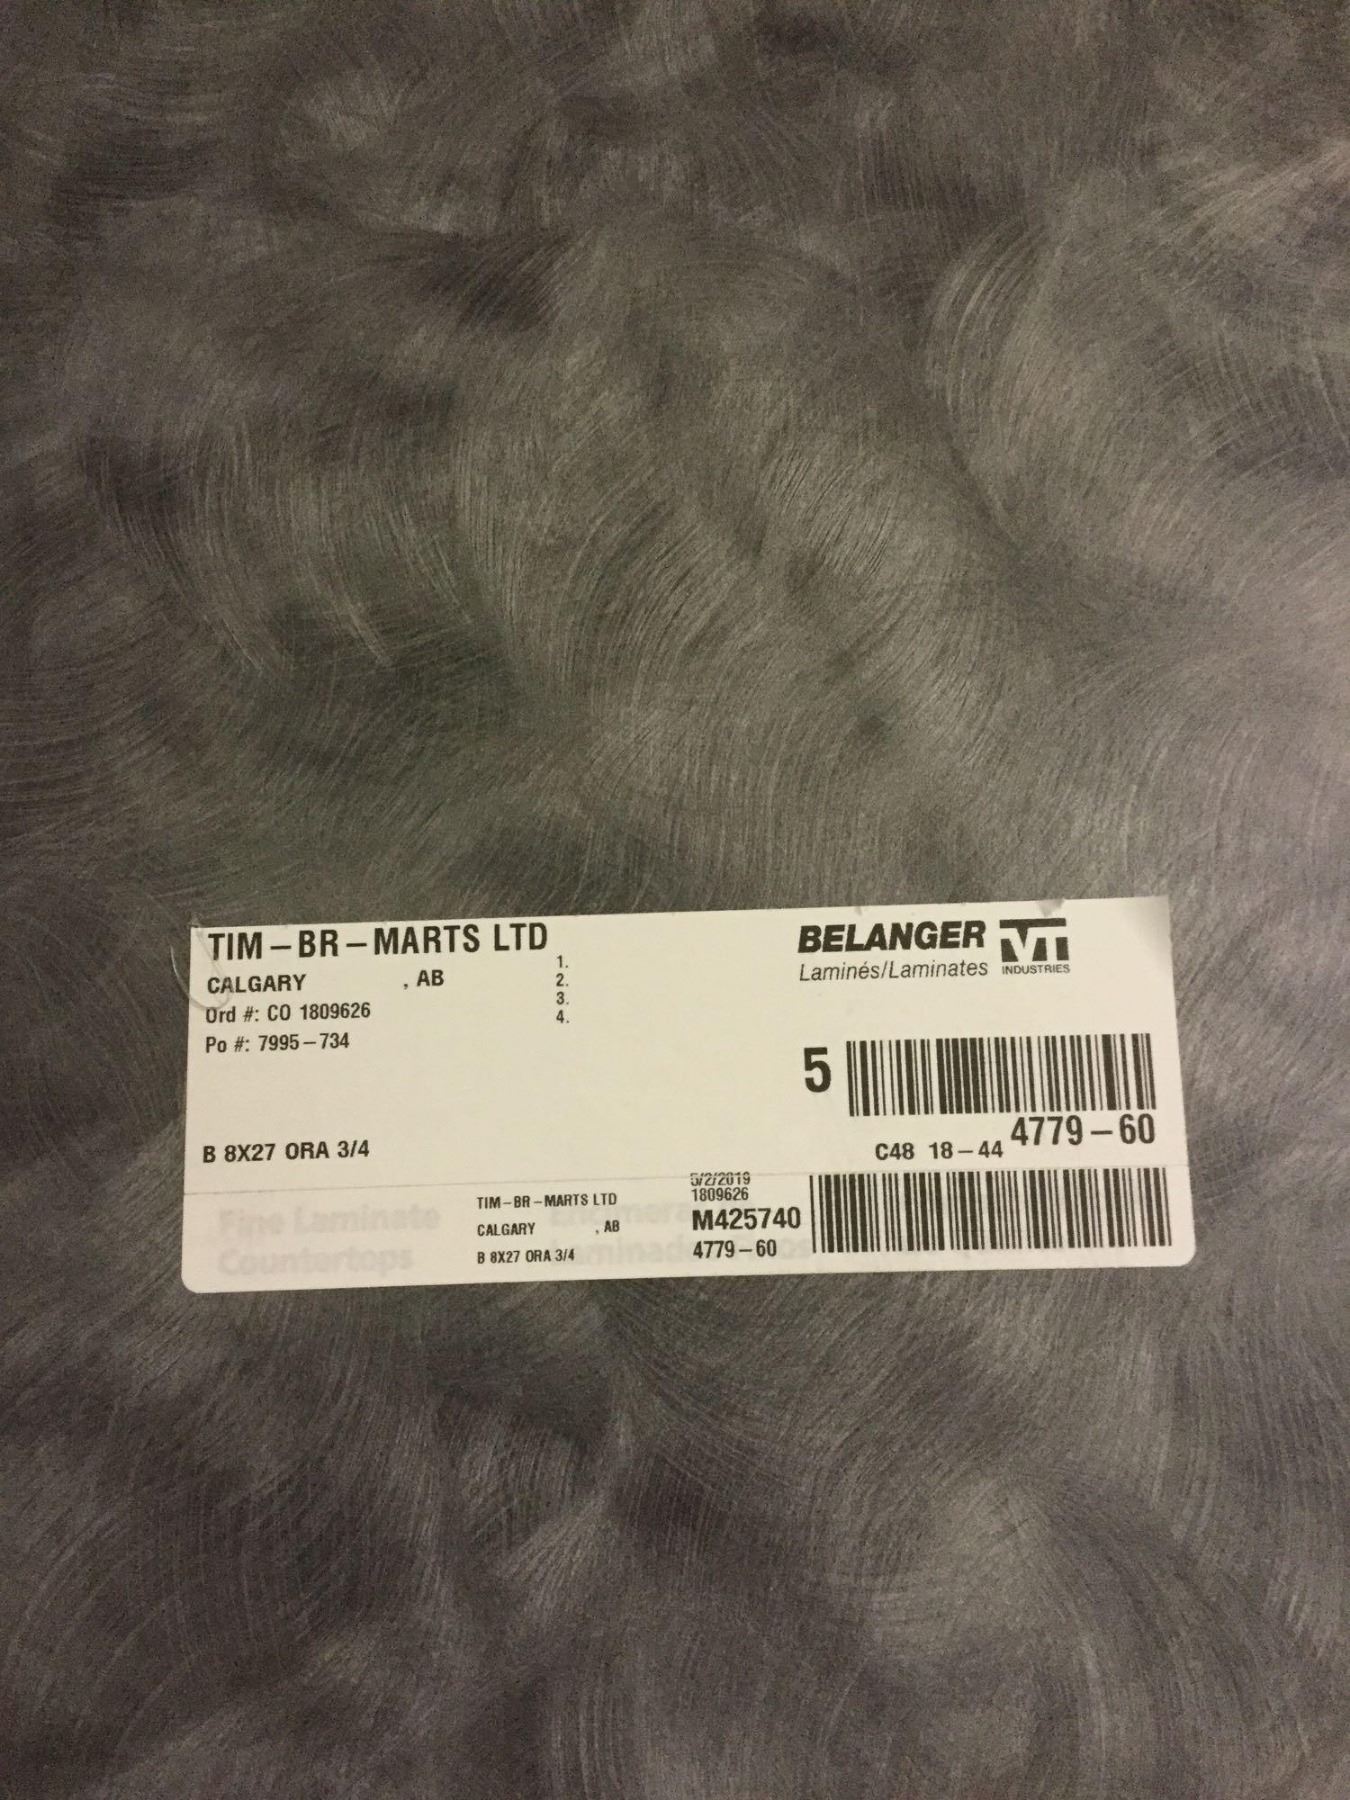 TIM-BR-MARTS LTD
CALGARY , AB
Ord #: CO 1809626
Po #: 7995-734
1.
2.
3.
4.
BELANGER
Laminés/Laminates
VTI
INDUSTRIES
5
4779-60
B 8X27 ORA 3/4
C48 18-44
Fine Laminate
Countertops
TIM-BR-MARTS LTD
CALGARY , AB
B 8X27 ORA 3/4
5/2/2019
1809626
M425740
4779-60